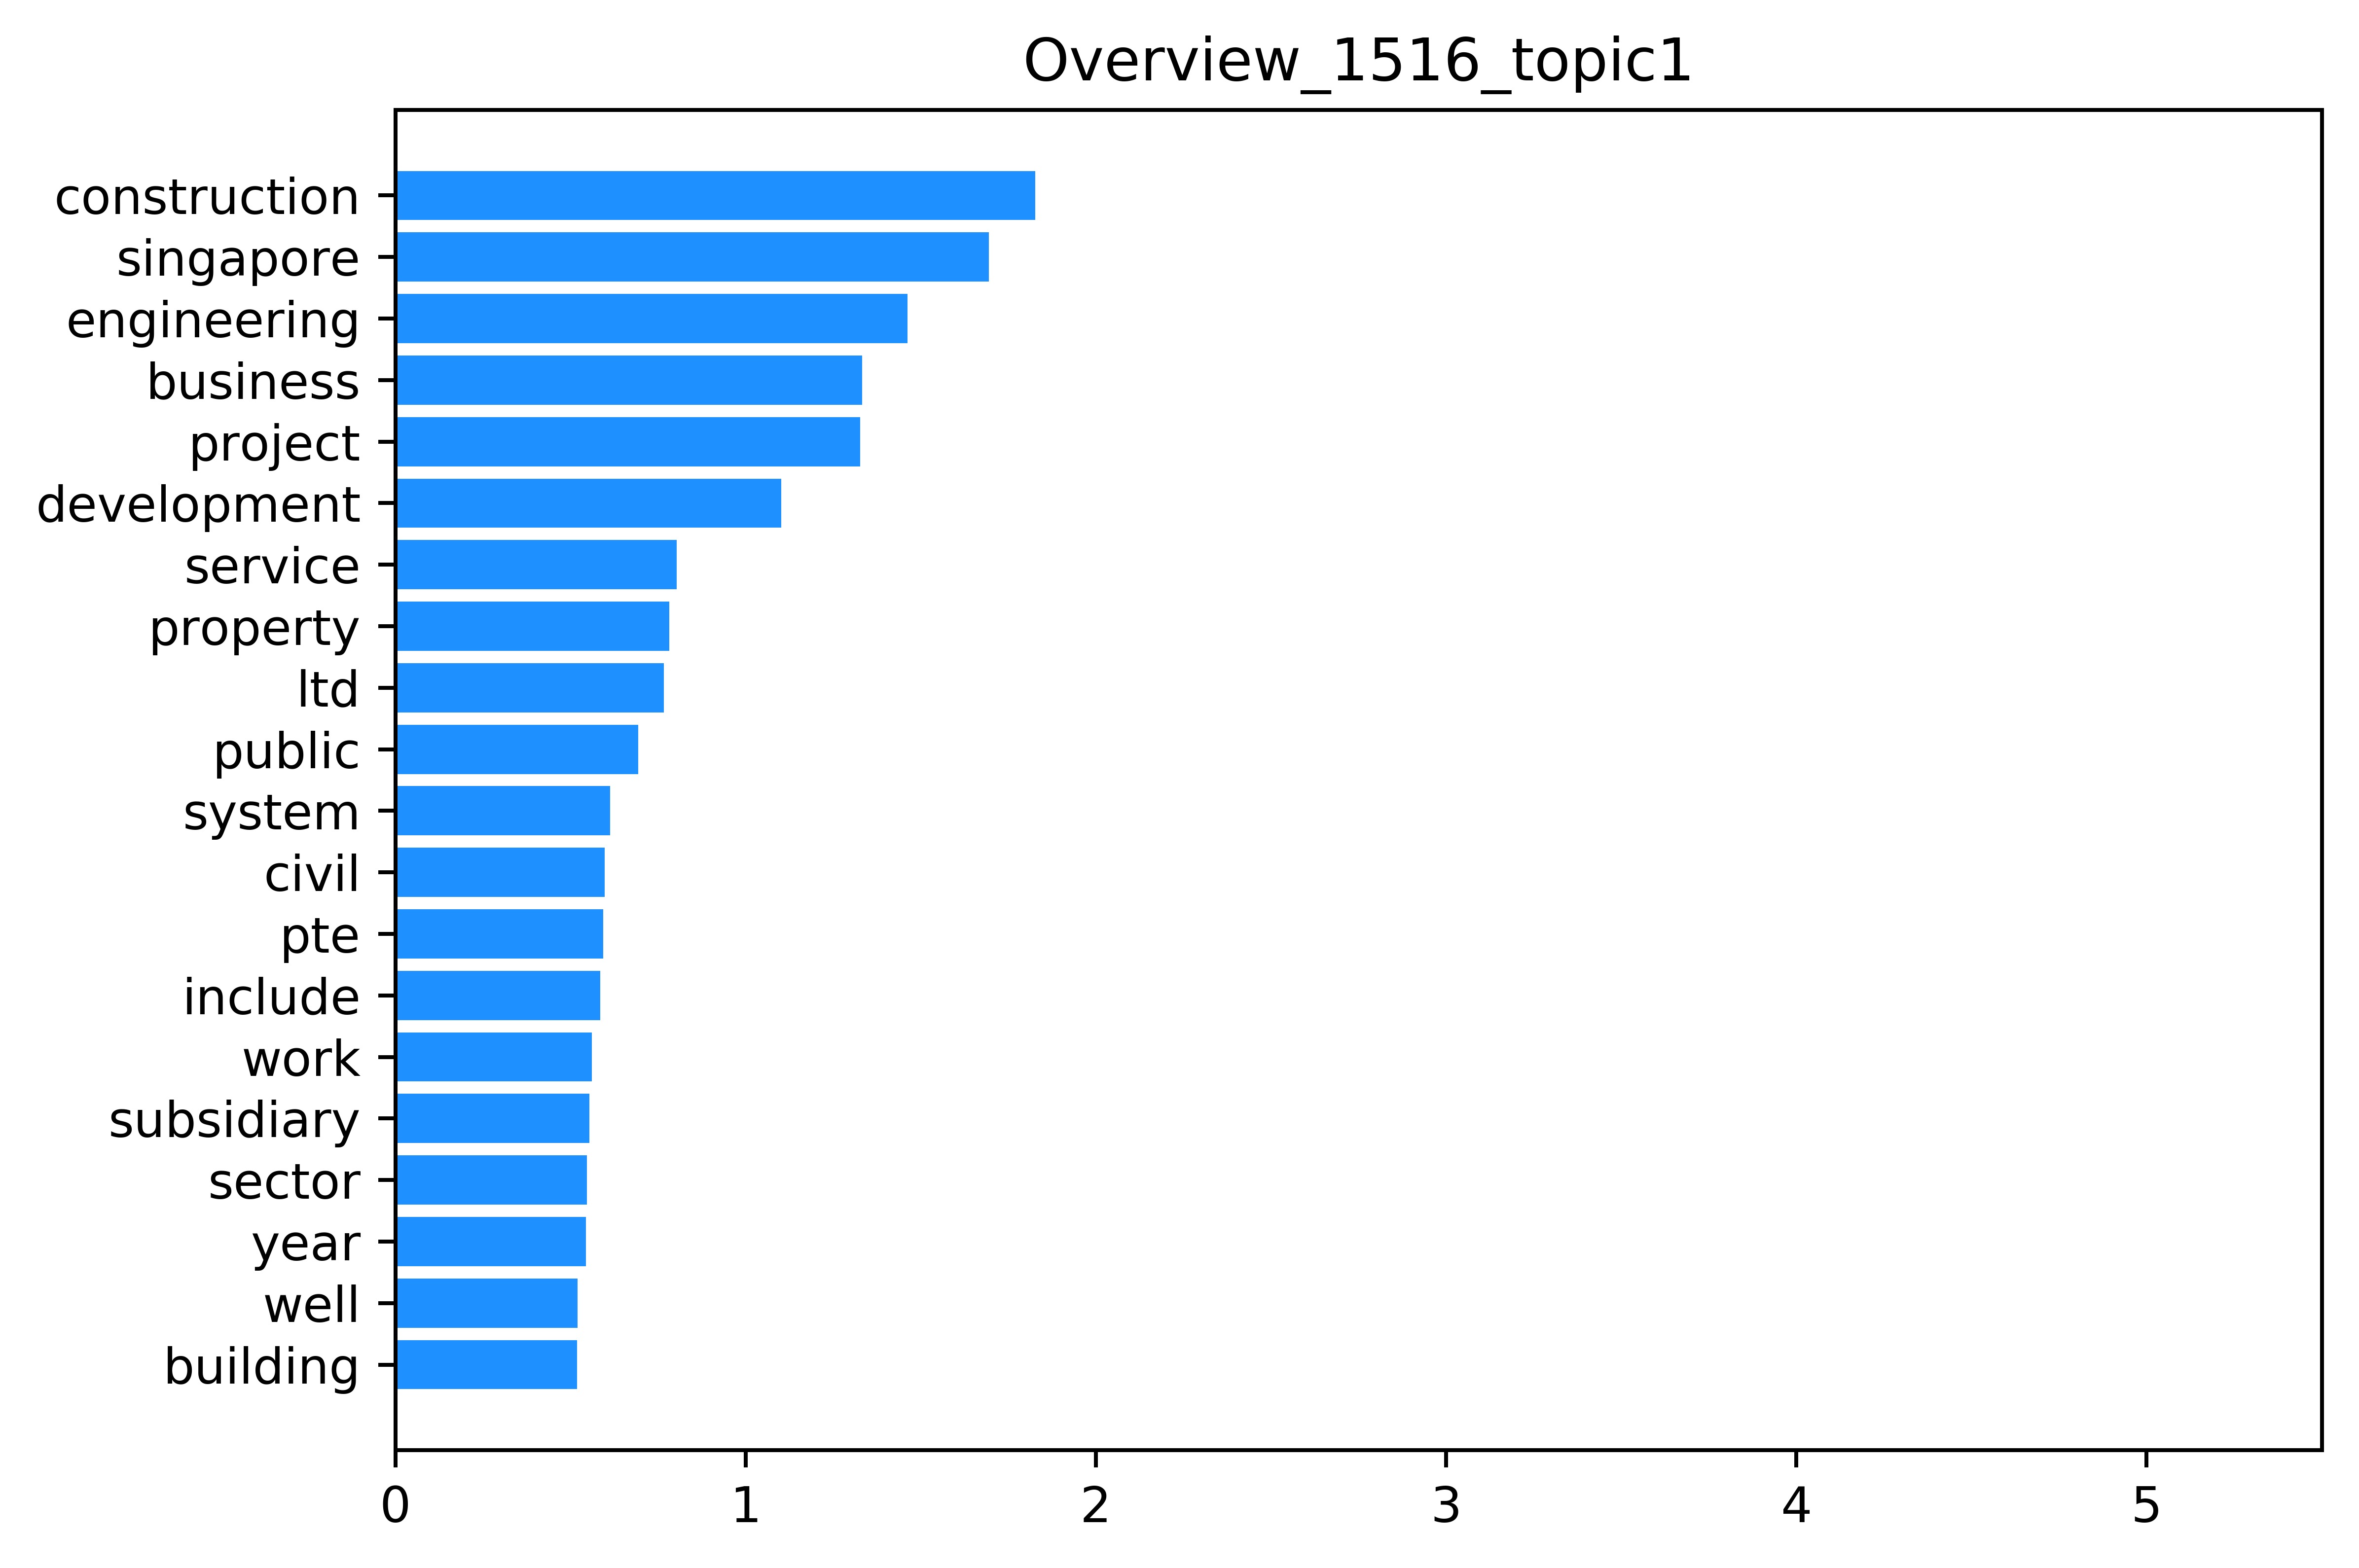 Overview_1516_topic1
construction
singapore
engineering
business
project
development
service
property
ltd
public
system
civil
pte
include
work
subsidiary
sector
year
well
building
0 1 2 3 4 5